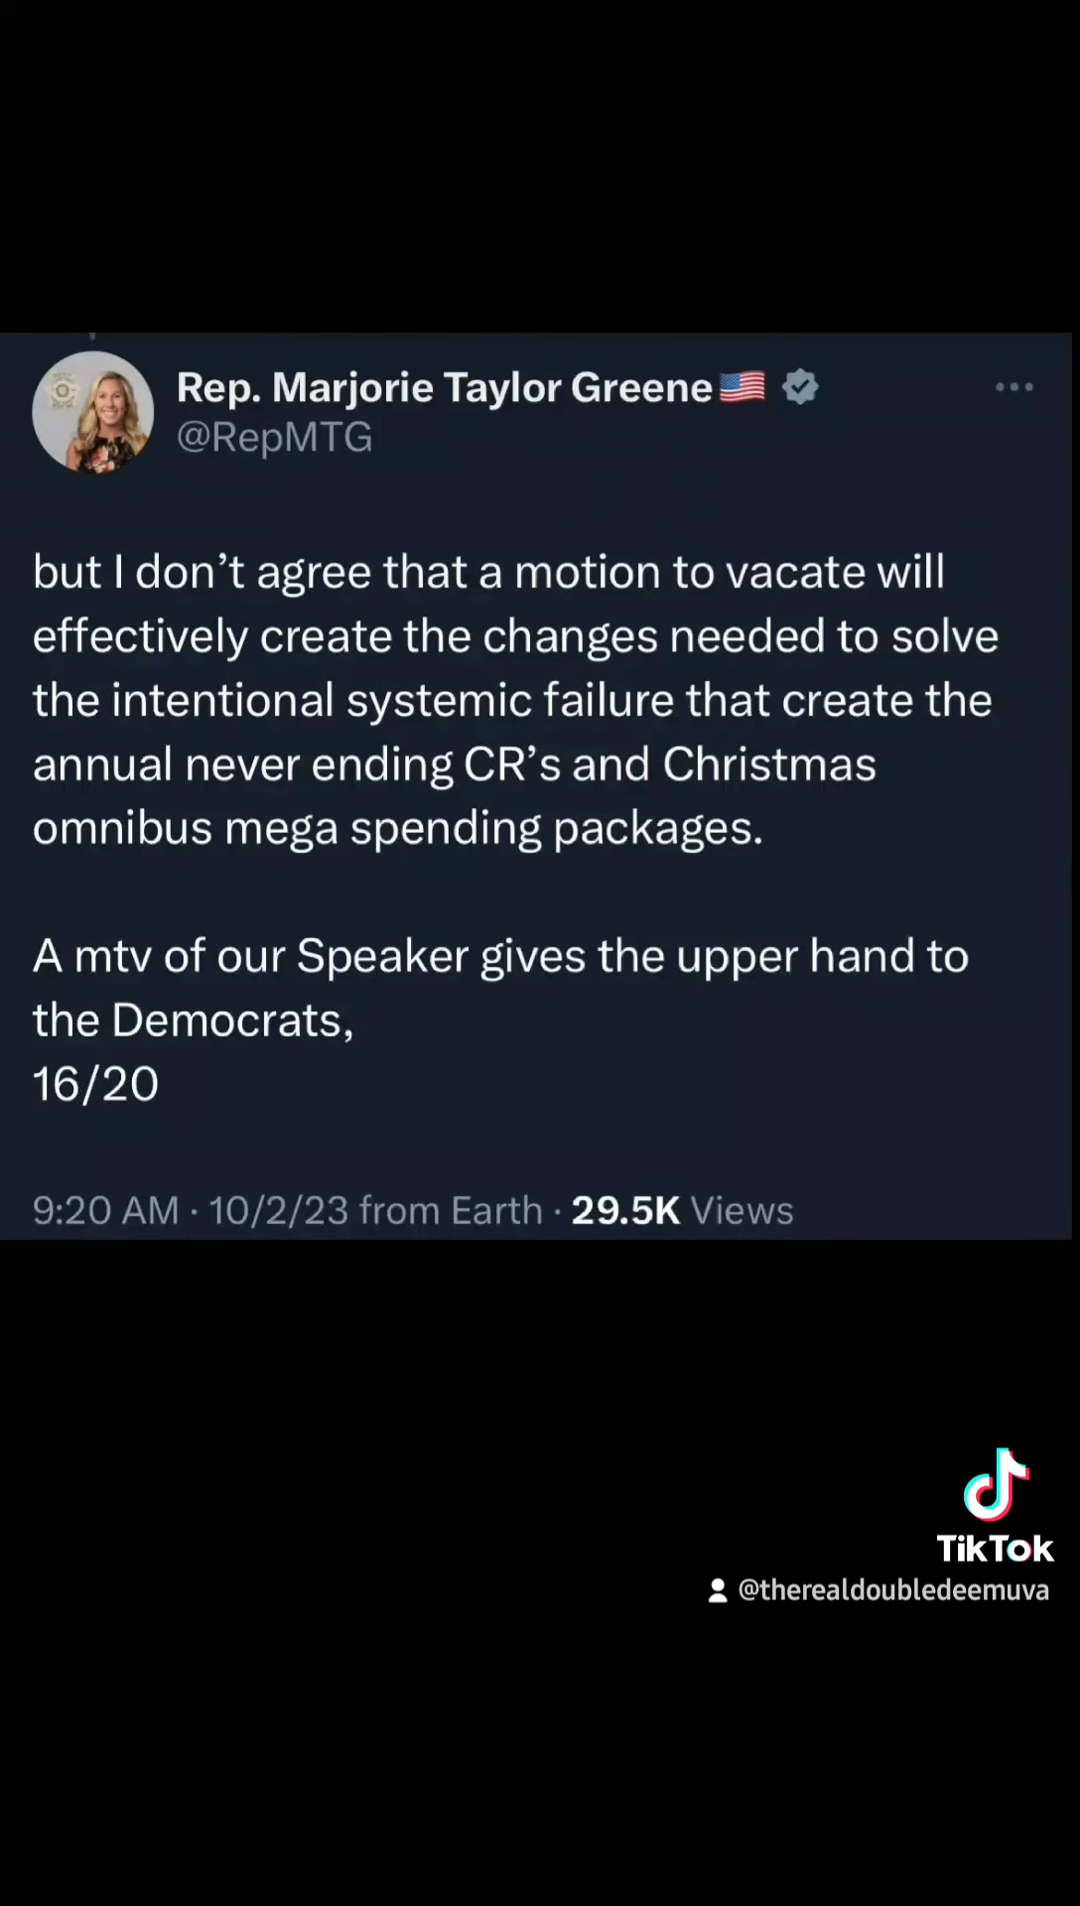 Rep. Marjorie Taylor Greene🇺🇸
@RepMTG
but I don’t agree that a motion to vacate will
effectively create the changes needed to solve
the intentional systemic failure that create the
annual never ending CR’s and Christmas
omnibus mega spending packages.
A mtv of our Speaker gives the upper hand to
the Democrats,
16/20
9:20 AM · 10/2/23 from Earth · 29.5K Views
TikTok
@therealdoubledeemuva